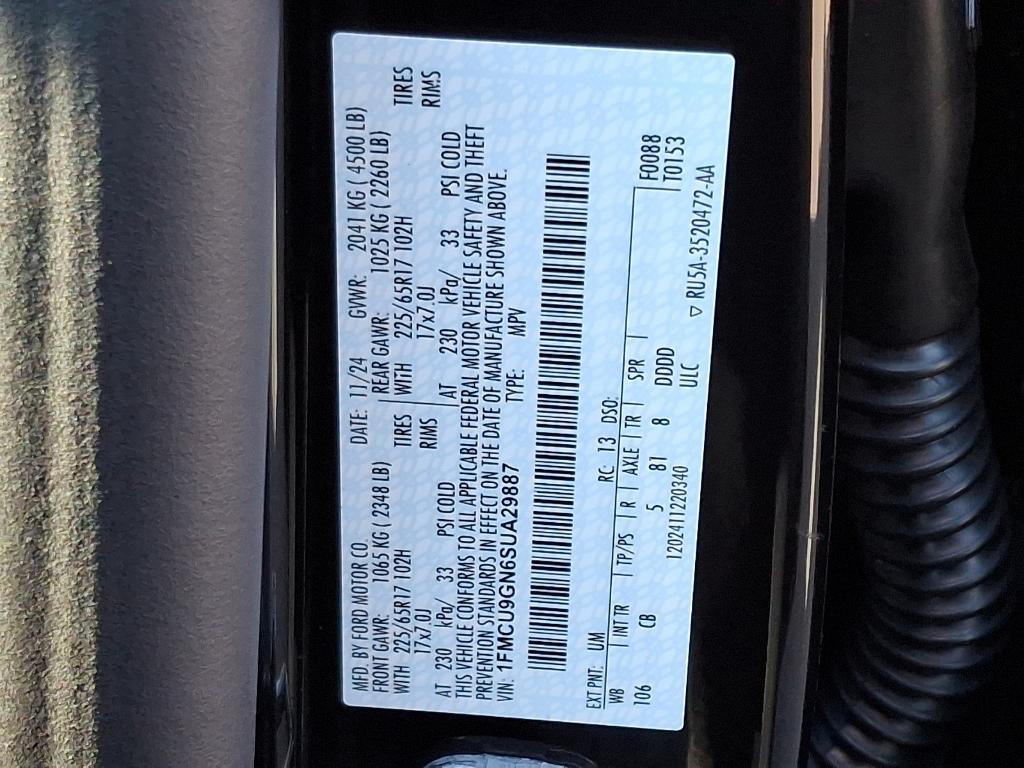 MFD. BY FORD MOTOR CO. DATE: 11/24 GVWR: 2041 KG ( 4500 LB)
FRONT GAWR: 1065 KG ( 2348 LB) REAR GAWR: 1025 KG ( 2260 LB)
WITH 225/65R17 102H TIRES WITH 225/65R17 102H TIRES
17x7.0J RIMS 17x7.0J RIMS
AT 230 kPa/ 33 PSI COLD AT 230 kPa/ 33 PSI COLD
THIS VEHICLE CONFORMS TO ALL APPLICABLE FEDERAL MOTOR VEHICLE SAFETY AND THEFT
PREVENTION STANDARDS IN EFFECT ON THE DATE OF MANUFACTURE SHOWN ABOVE.
VIN: 1FMCU9GN6SUA29887 TYPE: MPV
EXT PNT: UM RC: 13 DSO:
WB INT TR TP/PS R AXLE TR SPR F0088
106 CB 5 81 8 DDDD T0153
12024112203​40 ULC
▽ RU5A-3520472-AA